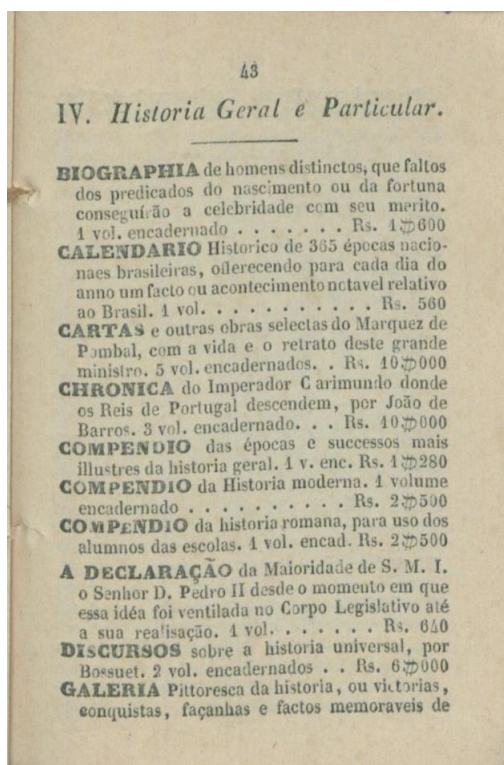 43
IV. Historia Geral e Particular.
BIOGRAPHIA de homens distinctos, que faltos
dos predicados do nascimento ou da fortuna
conseguírão a celebridade com seu merito.
1 vol. encadernado . . . . . . . Rs. 1$600
CALENDARIO Historico de 365 épocas nacio-
naes brasileiras, offerecendo para cada dia do
anno um facto ou acontecimento notavel relativo
ao Brasil. 1 vol. . . . . . . . . . . . Rs. 560
CARTAS e outras obras selectas do Marquez de
Pombal, com a vida e o retrato deste grande
ministro. 5 vol. encadernados. . Rs. 10$000
CHRONICA do Imperador Carimundo donde
os Reis de Portugal descendem, por João de
Barros. 3 vol. encadernado. . . Rs. 10$000
COMPENDIO das épocas e successos mais
illustres da historia geral. 1 v. enc. Rs. 1$280
COMPENDIO da Historia moderna. 1 volume
encadernado . . . . . . . . . . Rs. 2$500
COMPENDIO da historia romana, para uso dos
alumnos das escolas. 1 vol. encad. Rs. 2$500
A DECLARAÇÃO da Maioridade de S. M. I.
o Senhor D. Pedro II desde o momento em que
essa idéa foi ventilada no Corpo Legislativo até
a sua realisação. 1 vol. . . . . . . Rs. 640
DISCURSOS sobre a historia universal, por
Bossuet. 2 vol. encadernados . . Rs. 6$000
GALERIA Pittoresca da historia, ou victorias,
conquistas, façanhas e factos memoraveis de